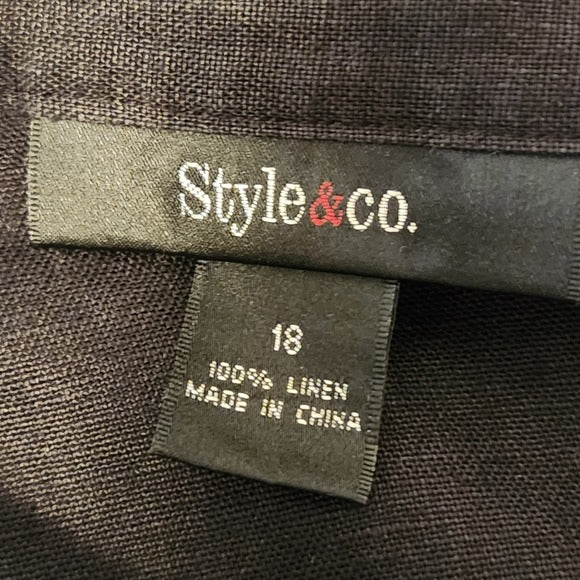 Style&co.
18
100% LINEN
MADE IN CHINA